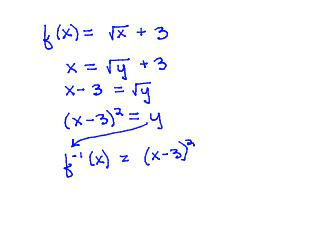 f(x) = √x + 3
x = √y + 3
x - 3 = √y
(x-3)² = y
f⁻¹(x) = (x-3)²